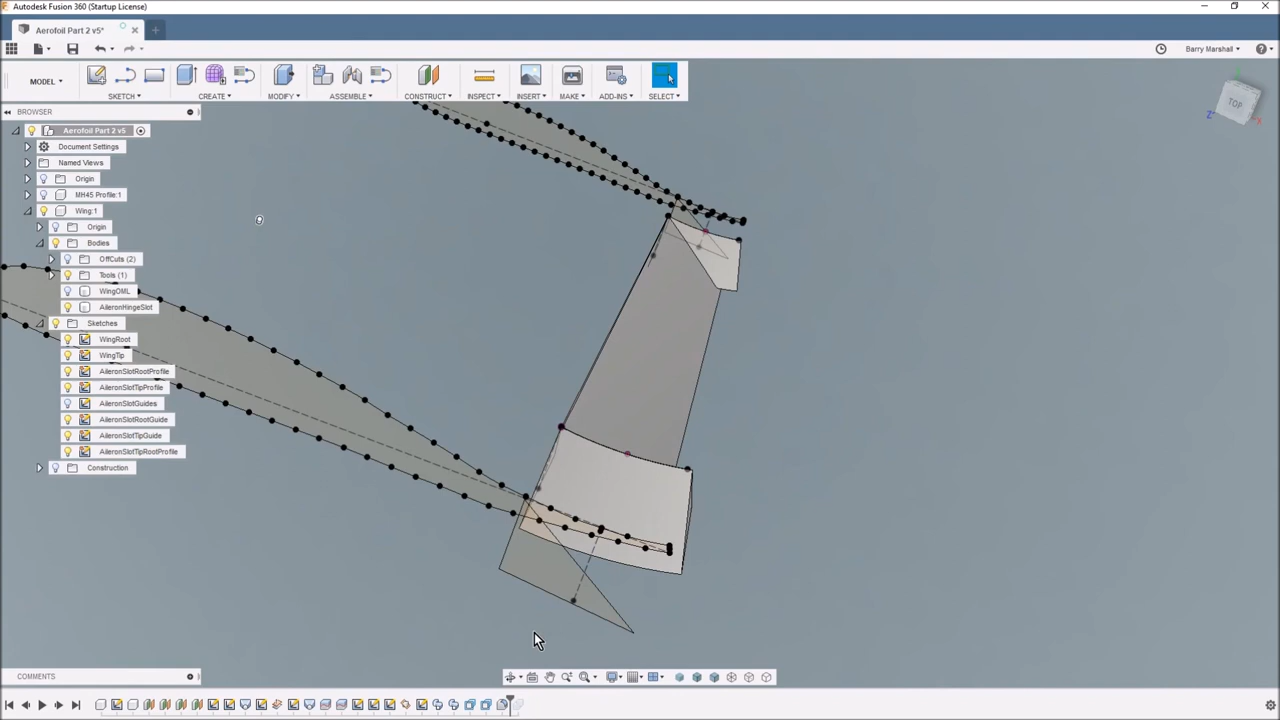 Autodesk Fusion 360 (Startup License)
Aerofoil Part 2 v5*
Barry Marshall
MODEL
SKETCH
CREATE
MODIFY
ASSEMBLE
CONSTRUCT
INSPECT
INSERT
MAKE
ADD-INS
SELECT
TOP
Z
X
BROWSER
Aerofoil Part 2 v5
Document Settings
Named Views
Origin
MH45 Profile:1
Wing:1
Origin
Bodies
OffCuts (2)
Tools (1)
WingOML
AileronHingeSlot
Sketches
WingRoot
WingTip
AileronSlotRootProfile
AileronSlotTipProfile
AileronSlotGuides
AileronSlotRootGuide
AileronSlotTipGuide
AileronSlotTipRootProfile
Construction
COMMENTS